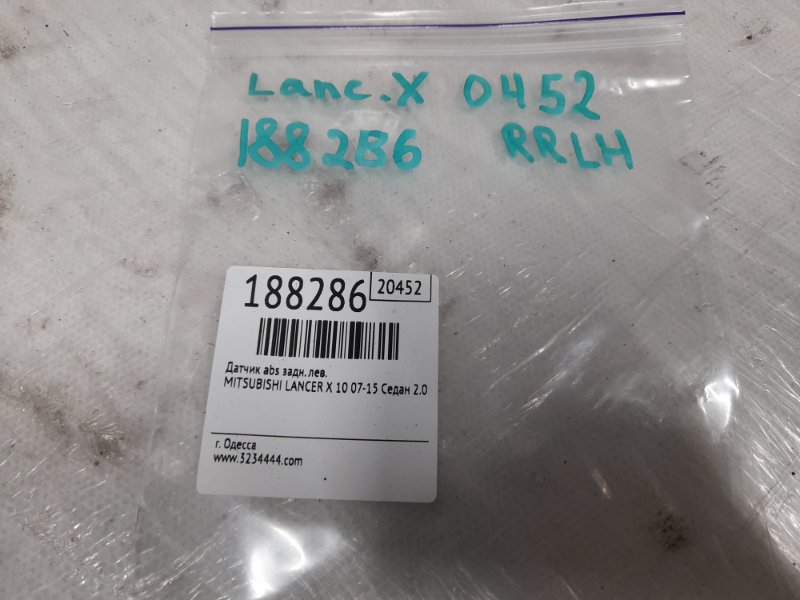 Lanc.X 0452
188286 RRLH
188286 20452
Датчик abs задн.лев.
MITSUBISHI LANCER X 10 07-15 Седан 2.0
г. Одесса
www.3234444.com